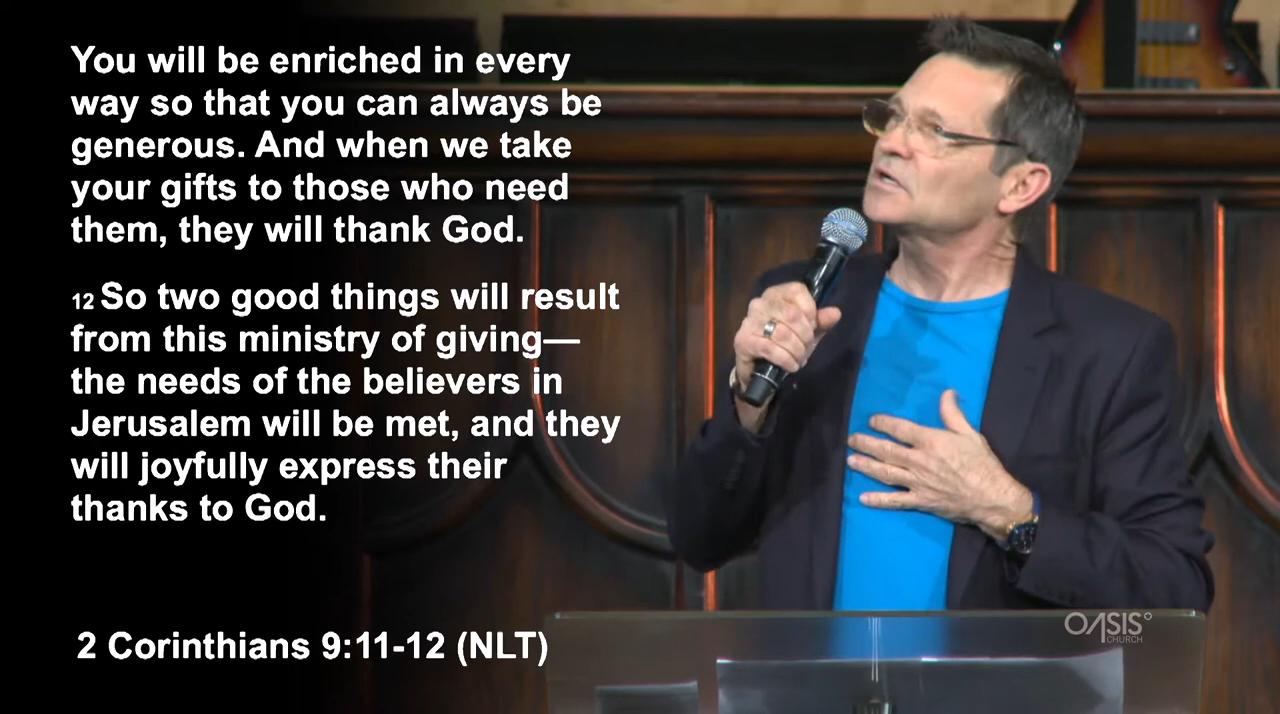 You will be enriched in every
way so that you can always be
generous. And when we take
your gifts to those who need
them, they will thank God.
12 So two good things will result
from this ministry of giving—
the needs of the believers in
Jerusalem will be met, and they
will joyfully express their
thanks to God.
2 Corinthians 9:11-12 (NLT)
OASIS+
CHURCH